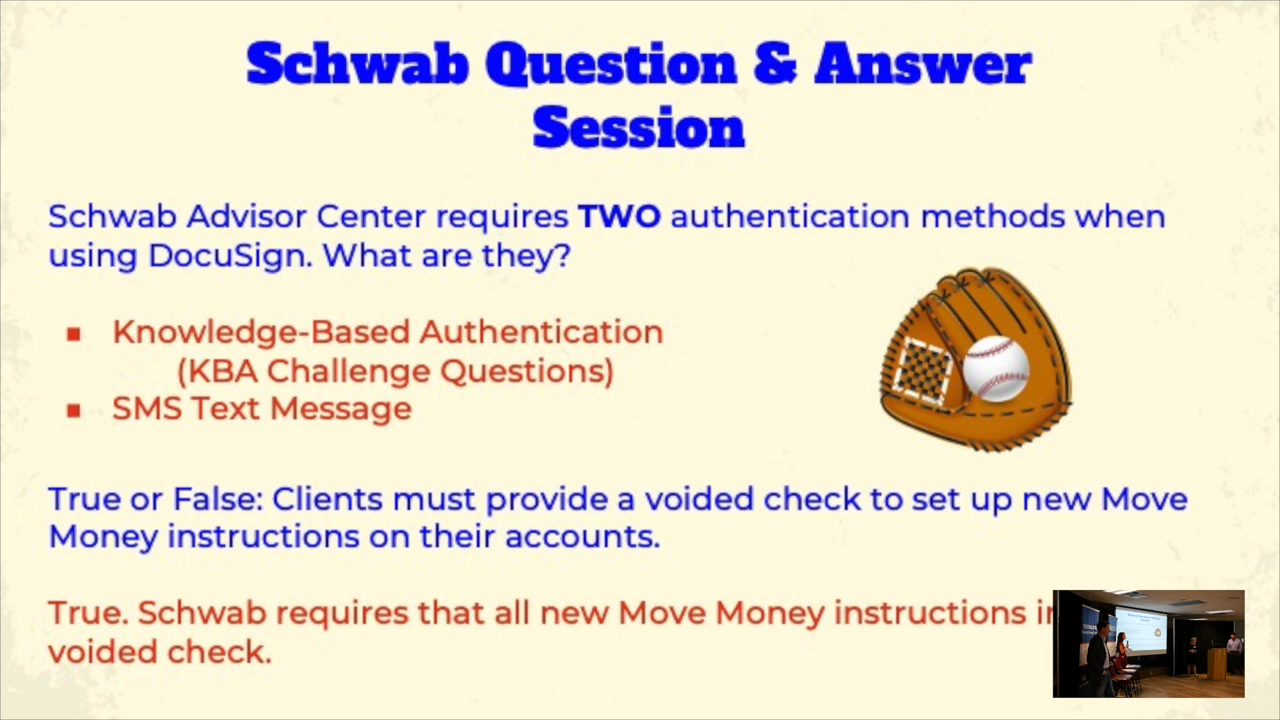 Schwab Question & Answer
Session
Schwab Advisor Center requires TWO authentication methods when
using DocuSign. What are they?
▪ Knowledge-Based Authentication
(KBA Challenge Questions)
▪ SMS Text Message
True or False: Clients must provide a voided check to set up new Move
Money instructions on their accounts.
True. Schwab requires that all new Move Money instructions
voided check.